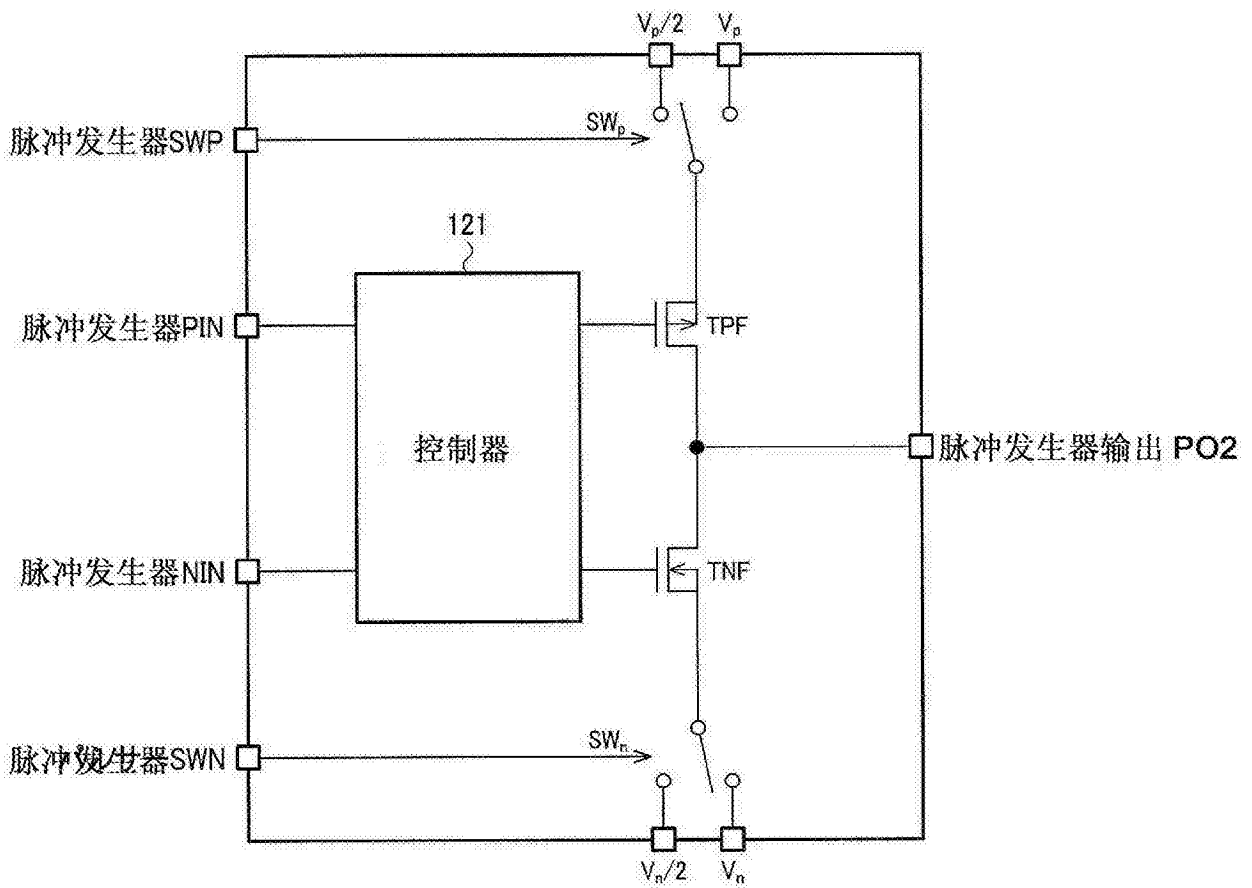 Vp/2
Vp
脉冲发生器SWP
SWp
121
脉冲发生器PIN
TPF
控制器
脉冲发生器输出 PO2
脉冲发生器NIN
TNF
脉冲发生器SWN
SWn
Vn/2
Vn